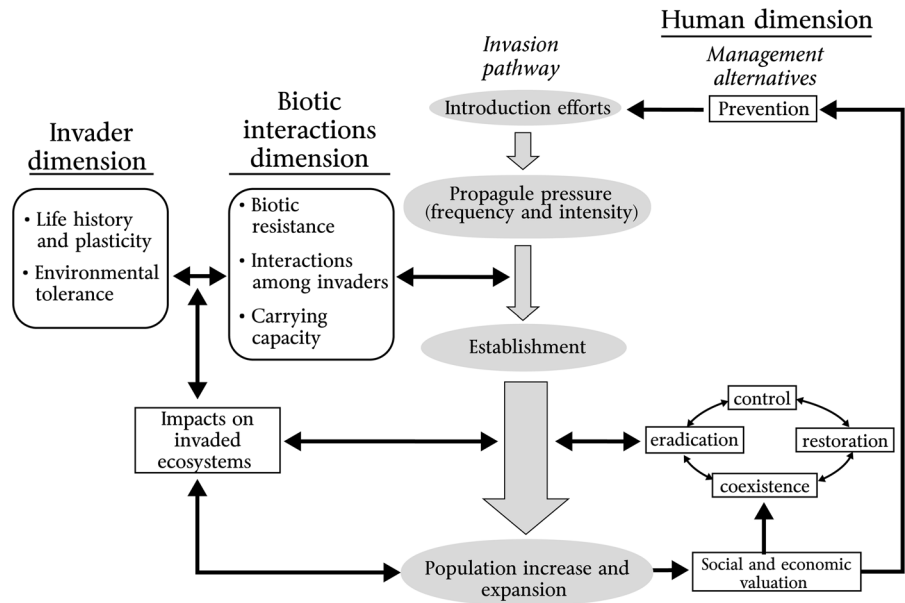 Human dimension
Invasion
pathway
Management
alternatives
Introduction efforts
Prevention
Invader
dimension
Biotic
interactions
dimension
• Life history
and plasticity
• Environmental
tolerance
• Biotic
resistance
• Interactions
among invaders
• Carrying
capacity
Propagule pressure
(frequency and intensity)
Establishment
Impacts on
invaded
ecosystems
control
eradication
restoration
coexistence
Population increase and
expansion
Social and economic
valuation